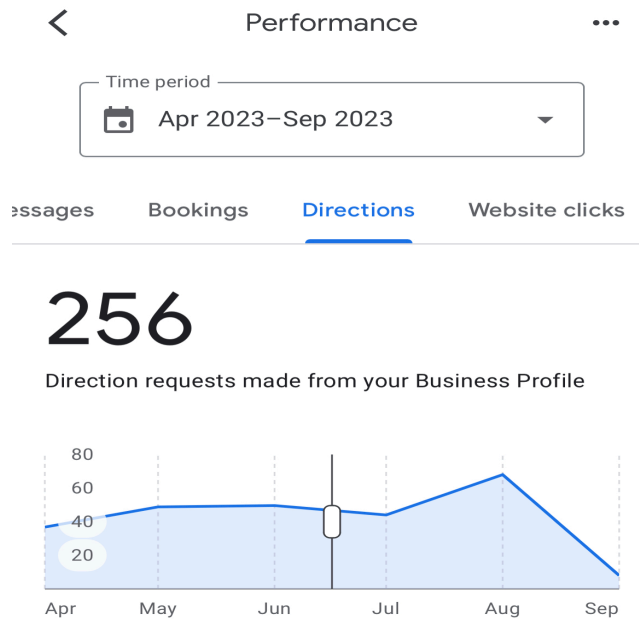 Performance
Time period
Apr 2023–Sep 2023
essages Bookings Directions Website clicks
256
Direction requests made from your Business Profile
80
60
40
20
Apr May Jun Jul Aug Sep